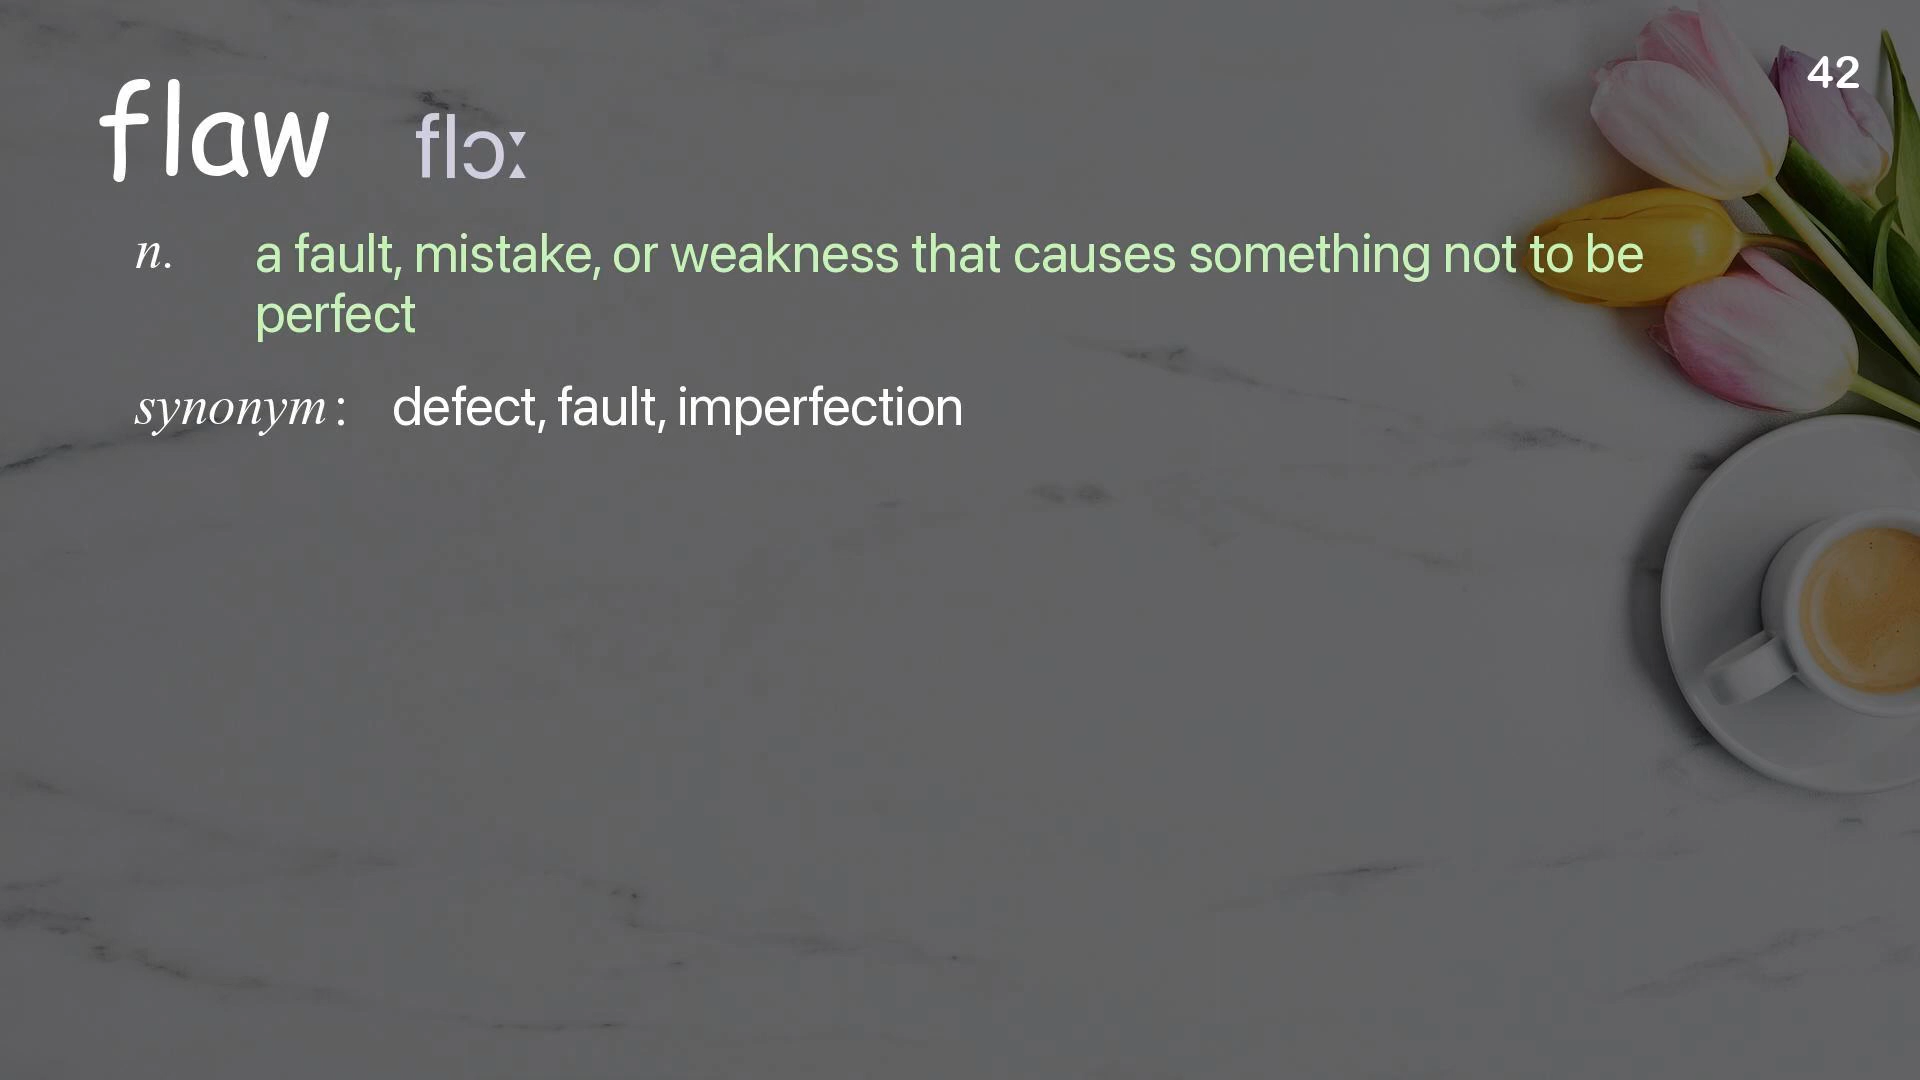 42
flaw flɔː
n. a fault, mistake, or weakness that causes something not to be
perfect
synonym: defect, fault, imperfection